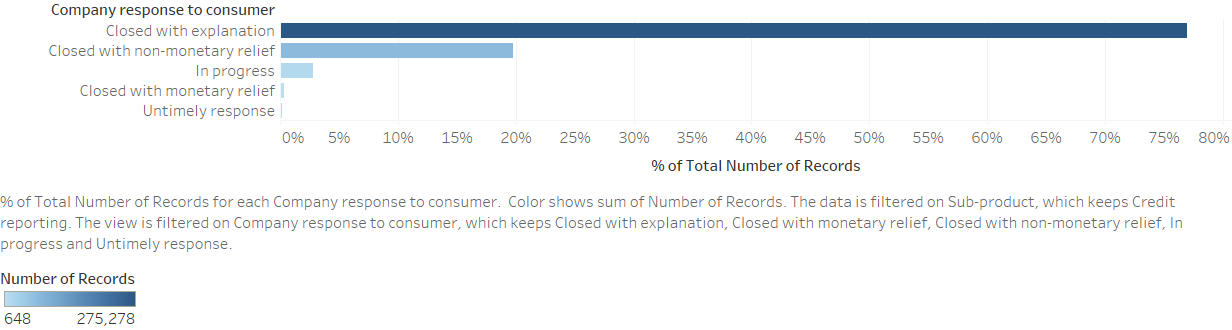 Company response to consumer
Closed with explanation
Closed with non-monetary relief
In progress
Closed with monetary relief
Untimely response
0% 5% 10% 15% 20% 25% 30% 35% 40% 45% 50% 55% 60% 65% 70% 75% 80%
% of Total Number of Records
% of Total Number of Records for each Company response to consumer.  Color shows sum of Number of Records. The data is filtered on Sub-product, which keeps Credit
reporting. The view is filtered on Company response to consumer, which keeps Closed with explanation, Closed with monetary relief, Closed with non-monetary relief, In
progress and Untimely response.
Number of Records
648 275,278